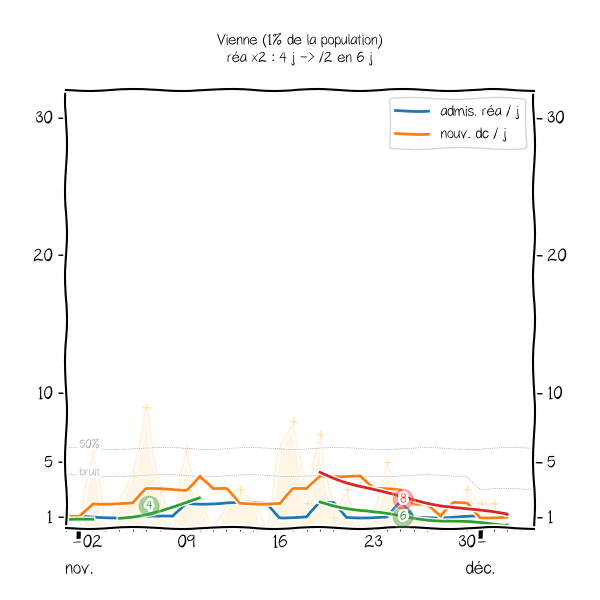 Vienne (1% de la population)
réa x2 : 4 j -> /2 en 6 j
admis. réa / j
nouv. dc / j
30 30
20 20
10 10
50%
5 5
bruit
8
4
6
1 1
02 09 16 23 30
nov. déc.